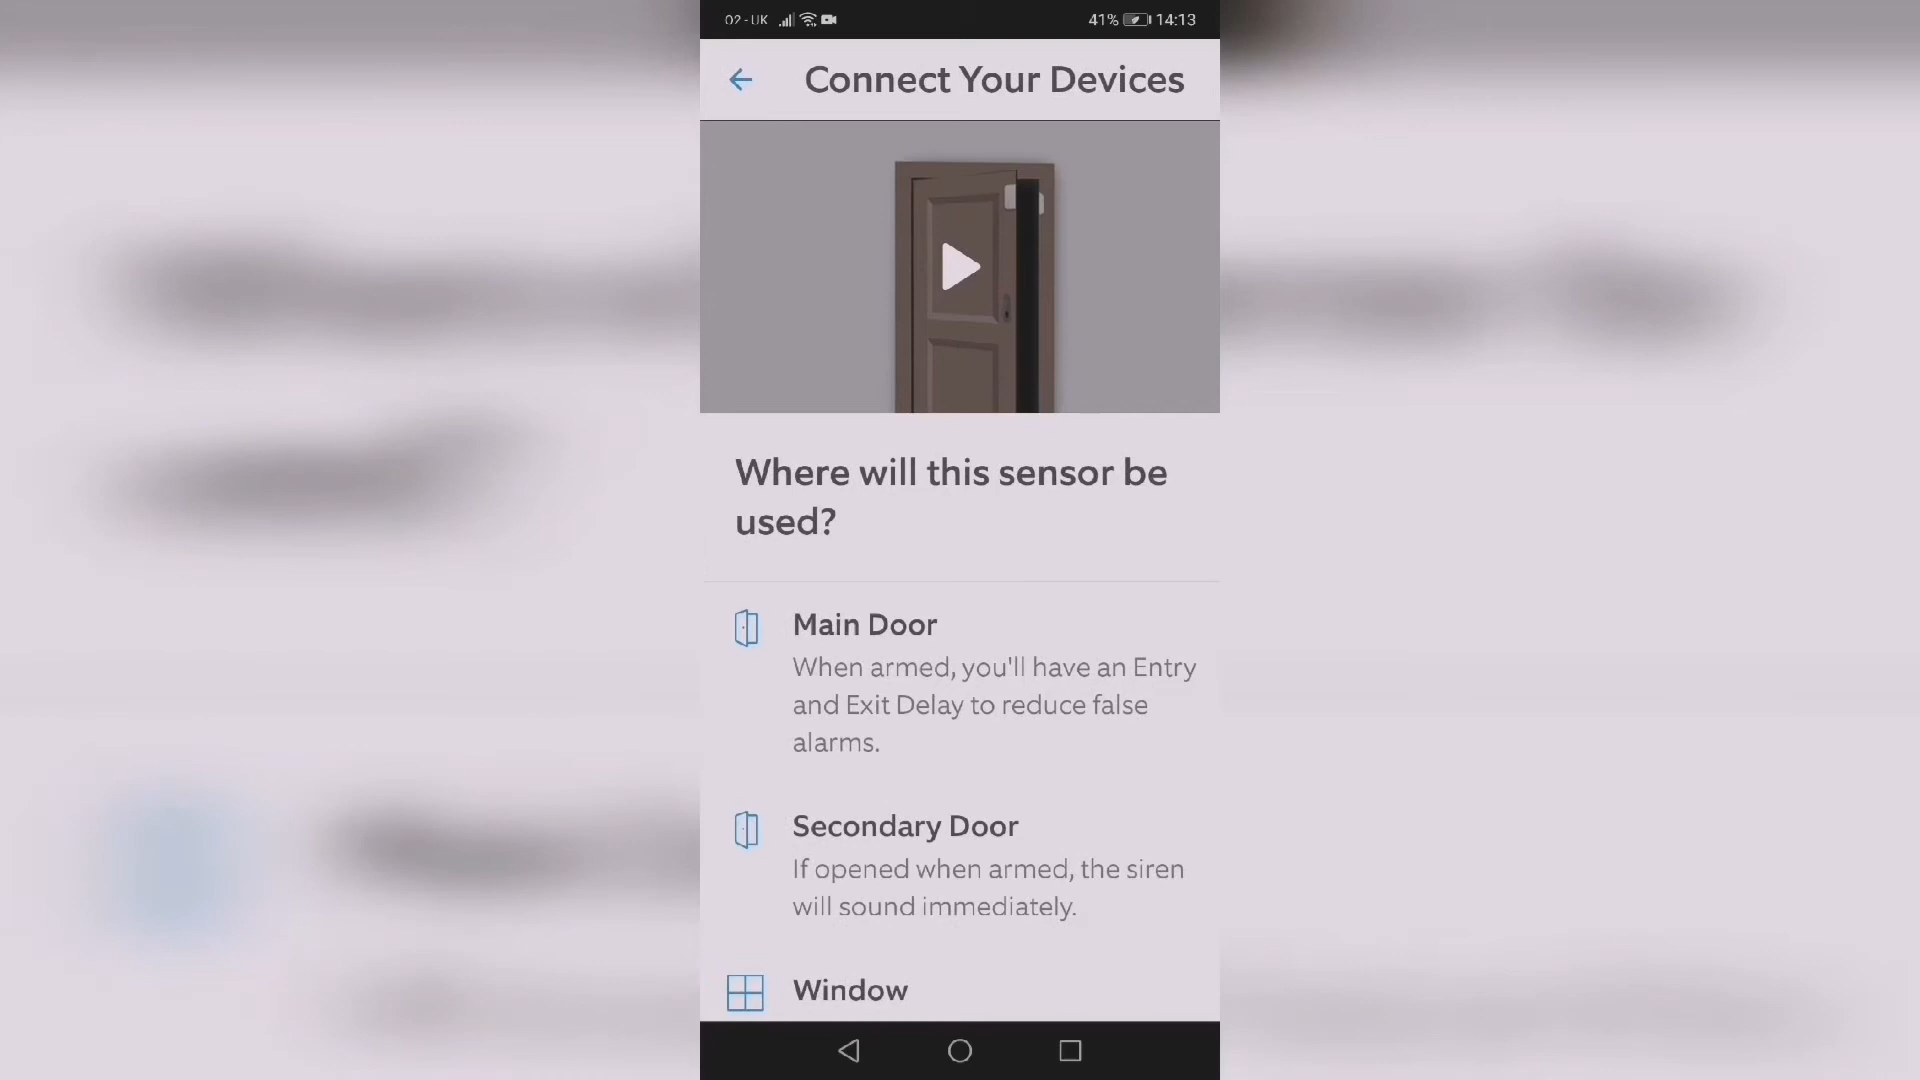 O2 - UK 41% 14:13
Connect Your Devices
Where will this sensor be
used?
Main Door
When armed, you'll have an Entry
and Exit Delay to reduce false
alarms.
Secondary Door
If opened when armed, the siren
will sound immediately.
Window